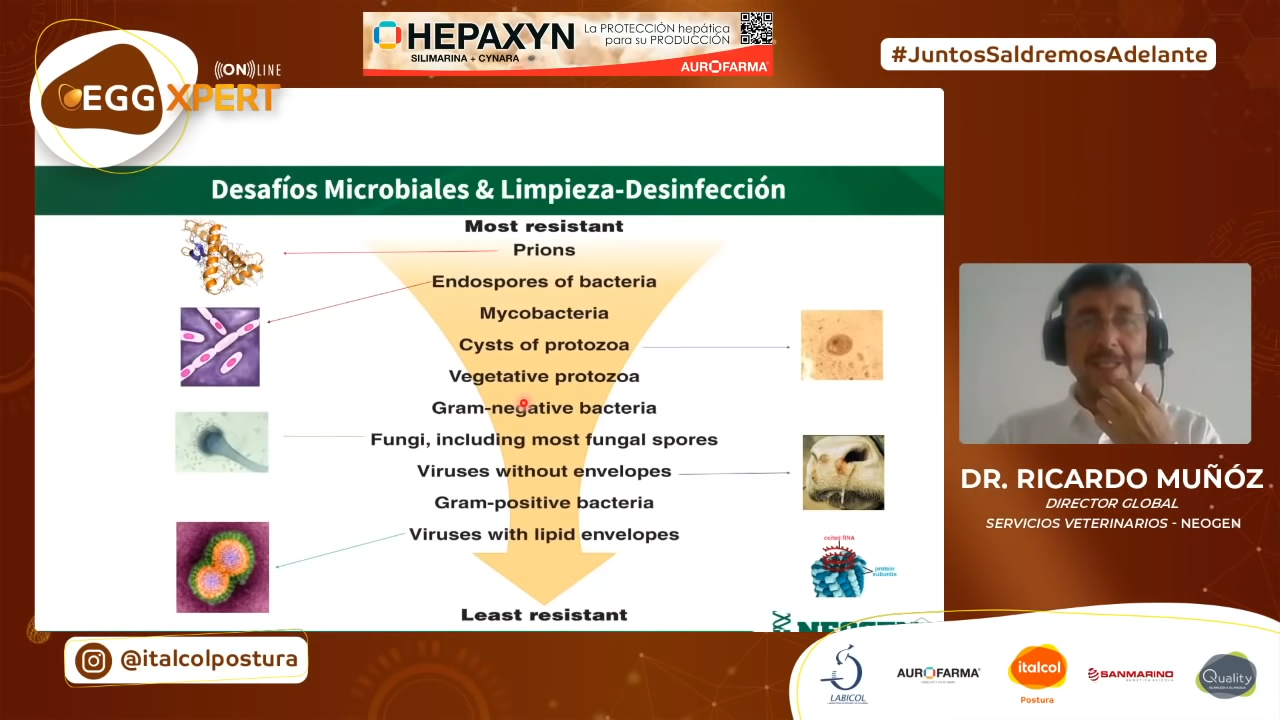 HEPAXYN
SILIMARINA + CYNARA
La PROTECCIÓN hepática
para su PRODUCCIÓN
AUROFARMA
#JuntosSaldremosAdelante
((ON))LINE
EGG XPERT
Desafíos Microbiales & Limpieza-Desinfección
Most resistant
Prions
Endospores of bacteria
Mycobacteria
Cysts of protozoa
Vegetative protozoa
Gram-negative bacteria
Fungi, including most fungal spores
Viruses without envelopes
Gram-positive bacteria
Viruses with lipid envelopes
Least resistant
coiled RNA
protein
subunits
NEOGEN
DR. RICARDO MUÑÓZ
DIRECTOR GLOBAL
SERVICIOS VETERINARIOS - NEOGEN
@italcolpostura
LABICOL
AUROFARMA
italcol
Postura
SANMARINO
Quality